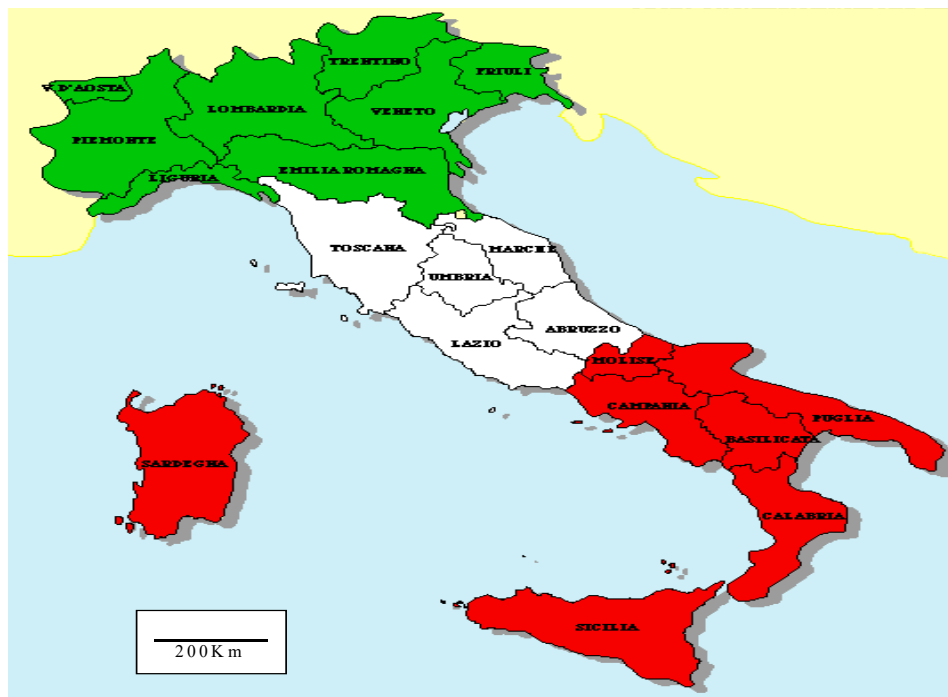 TRENTINO
FRIULI
V D'AOSTA
LOMBARDIA
VENETO
PIEMONTE
EMILIA ROMAGNA
LIGURIA
TOSCANA
MARCHE
UMBRIA
ABRUZZO
LAZIO
MOLISE
CAMPANIA
PUGLIA
BASILICATA
SARDEGNA
CALABRIA
SICILIA
200Km